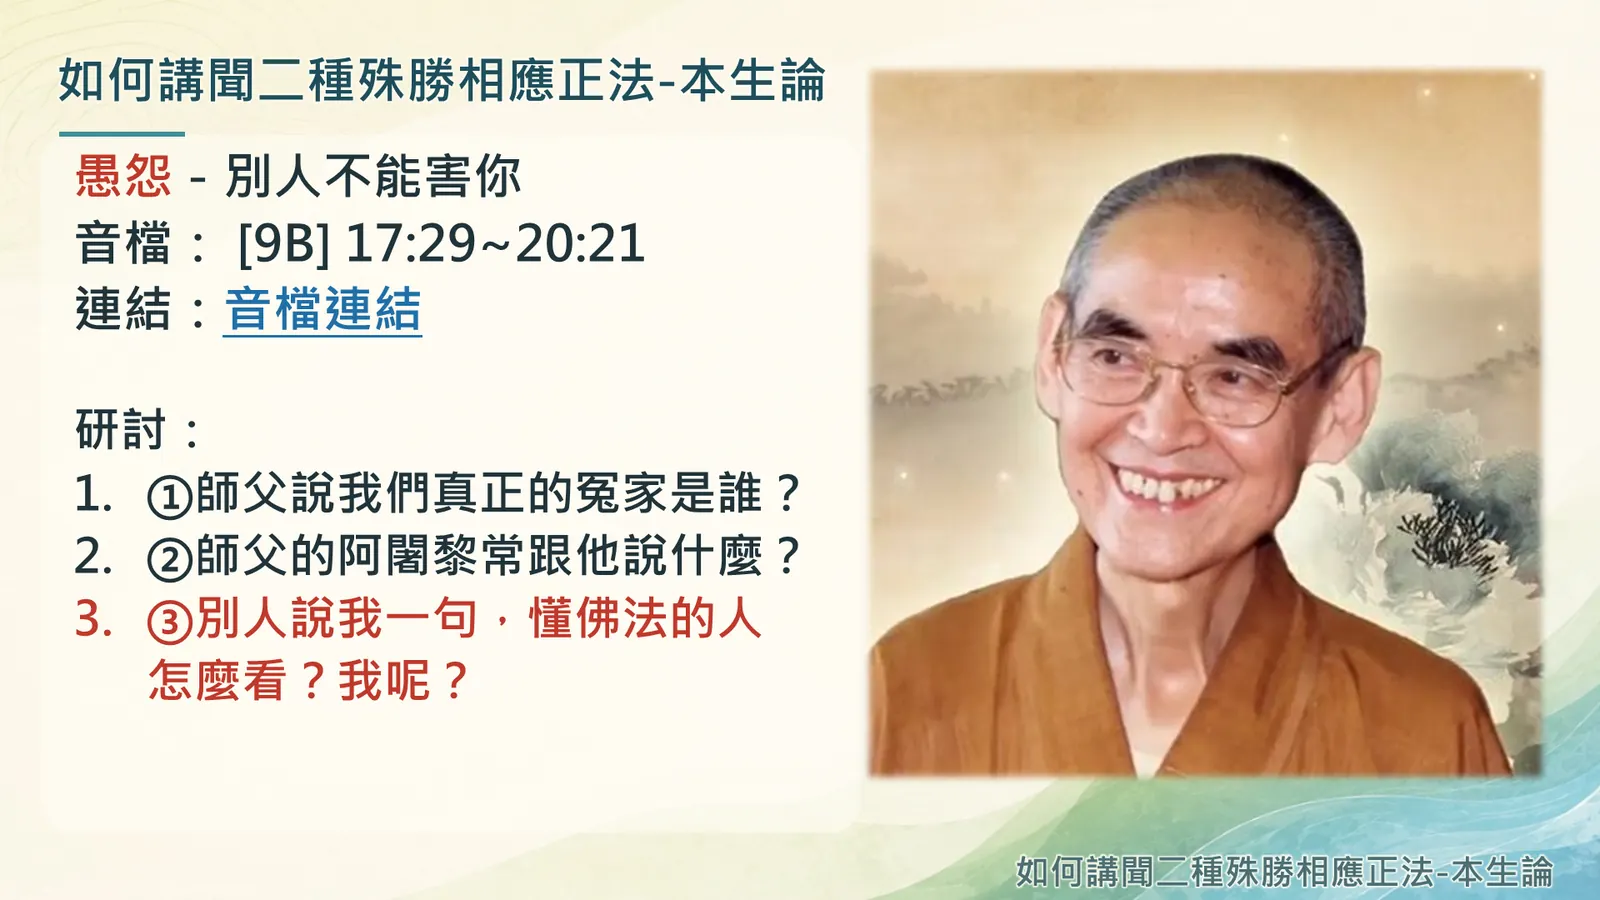 如何講聞二種殊勝相應正法-本生論
愚怨 - 別人不能害你
音檔： [9B] 17:29~20:21
連結：音檔連結
研討：
1. ①師父說我們真正的冤家是誰？
2. ②師父的阿闍黎常跟他說什麼？
3. ③別人說我一句，懂佛法的人
怎麼看？我呢？
如何講聞二種殊勝相應正法-本生論